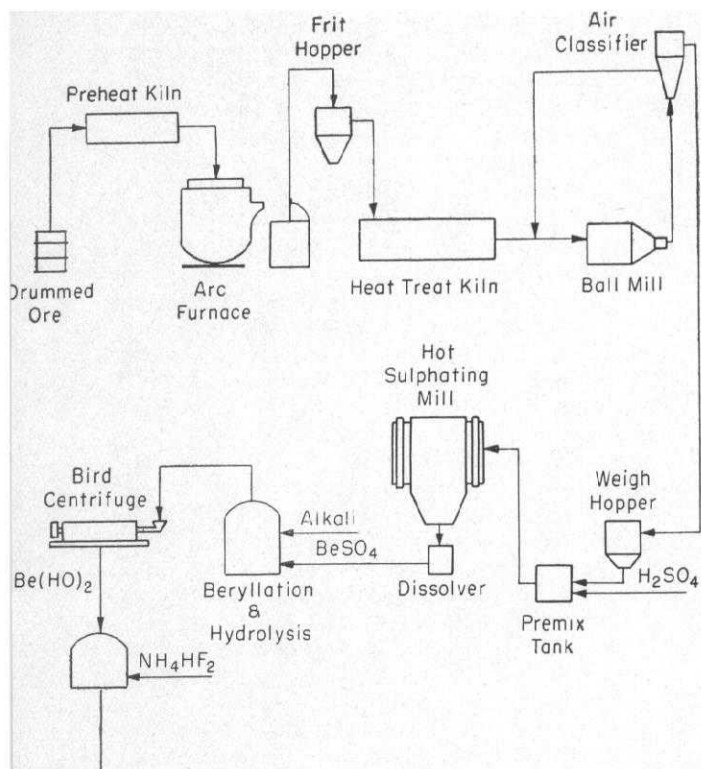 Frit
Hopper
Air
Classifier
Preheat Kiln
Drummed
Ore
Arc
Furnace
Heat Treat Kiln
Ball Mill
Hot
Sulphating
Mill
Weigh
Hopper
Bird
Centrifuge
Alkali
BeSO₄
Be(HO)₂
Beryllation
&
Hydrolysis
Dissolver
H₂SO₄
Premix
Tank
NH₄HF₂